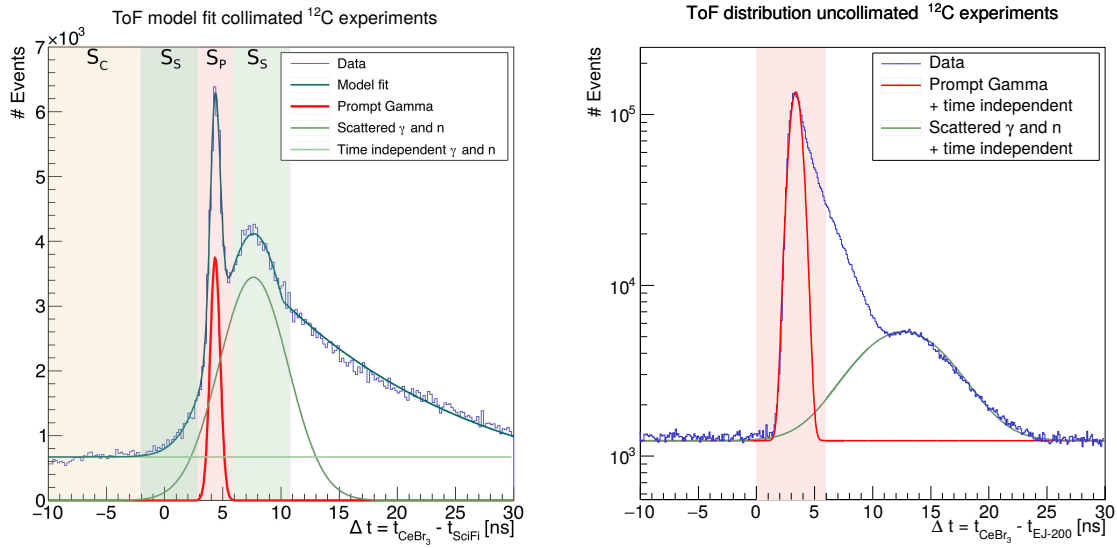 ToF model fit collimated ¹²C experiments
×10³
S_C
S_S
S_P
S_S
Data
Model fit
Prompt Gamma
Scattered γ and n
Time independent γ and n
# Events
7
6
5
4
3
2
1
0
−10 −5 0 5 10 15 20 25 30
Δ t = t_CeBr₃ - t_SciFi [ns]
ToF distribution uncollimated ¹²C experiments
Data
Prompt Gamma
+ time independent
Scattered γ and n
+ time independent
# Events
10⁵
10⁴
10³
−10 −5 0 5 10 15 20 25 30
Δ t = t_CeBr₃ - t_EJ-200 [ns]